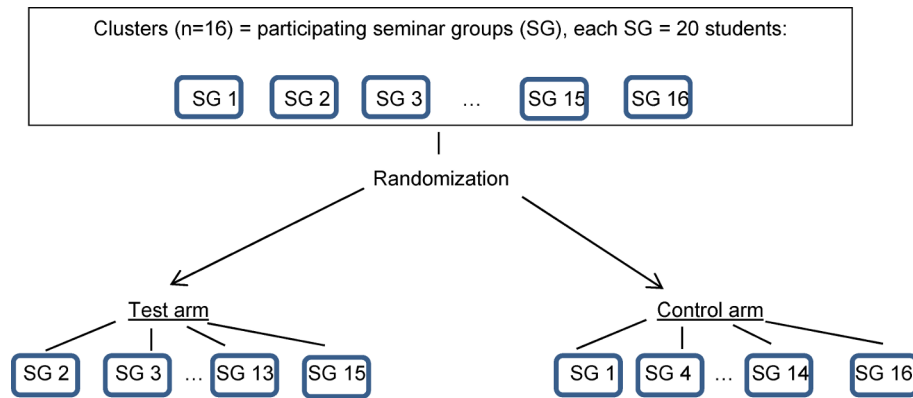 Clusters (n=16) = participating seminar groups (SG), each SG = 20 students:
SG 1 SG 2 SG 3 ... SG 15 SG 16
Randomization
Test arm Control arm
SG 2 SG 3 ... SG 13 SG 15 SG 1 SG 4 ... SG 14 SG 16